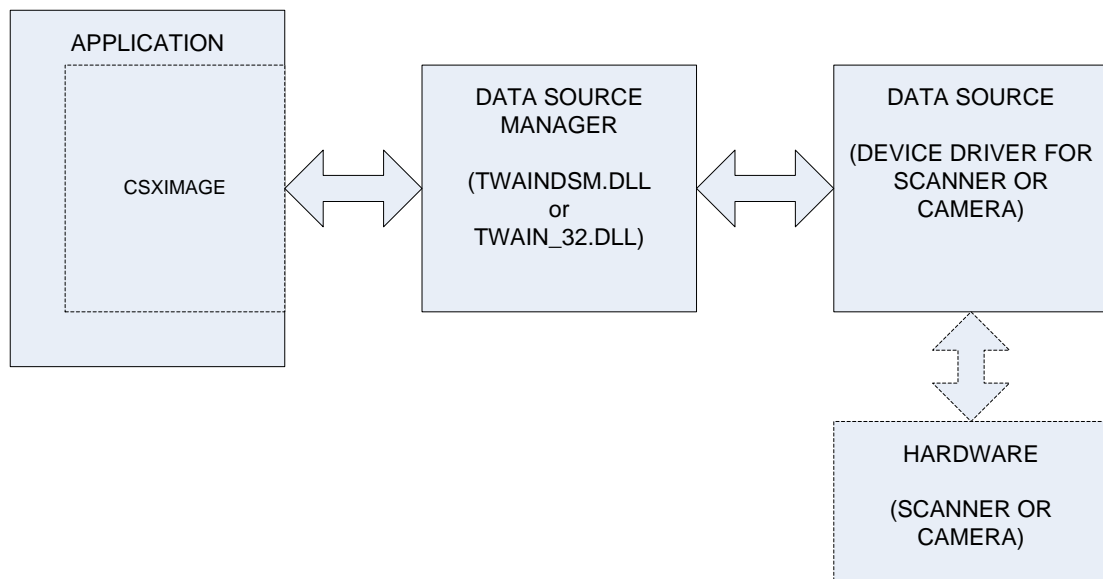 APPLICATION
CSXIMAGE
DATA SOURCE
MANAGER
(TWAINDSM.DLL
or
TWAIN_32.DLL)
DATA SOURCE
(DEVICE DRIVER FOR
SCANNER OR
CAMERA)
HARDWARE
(SCANNER OR
CAMERA)